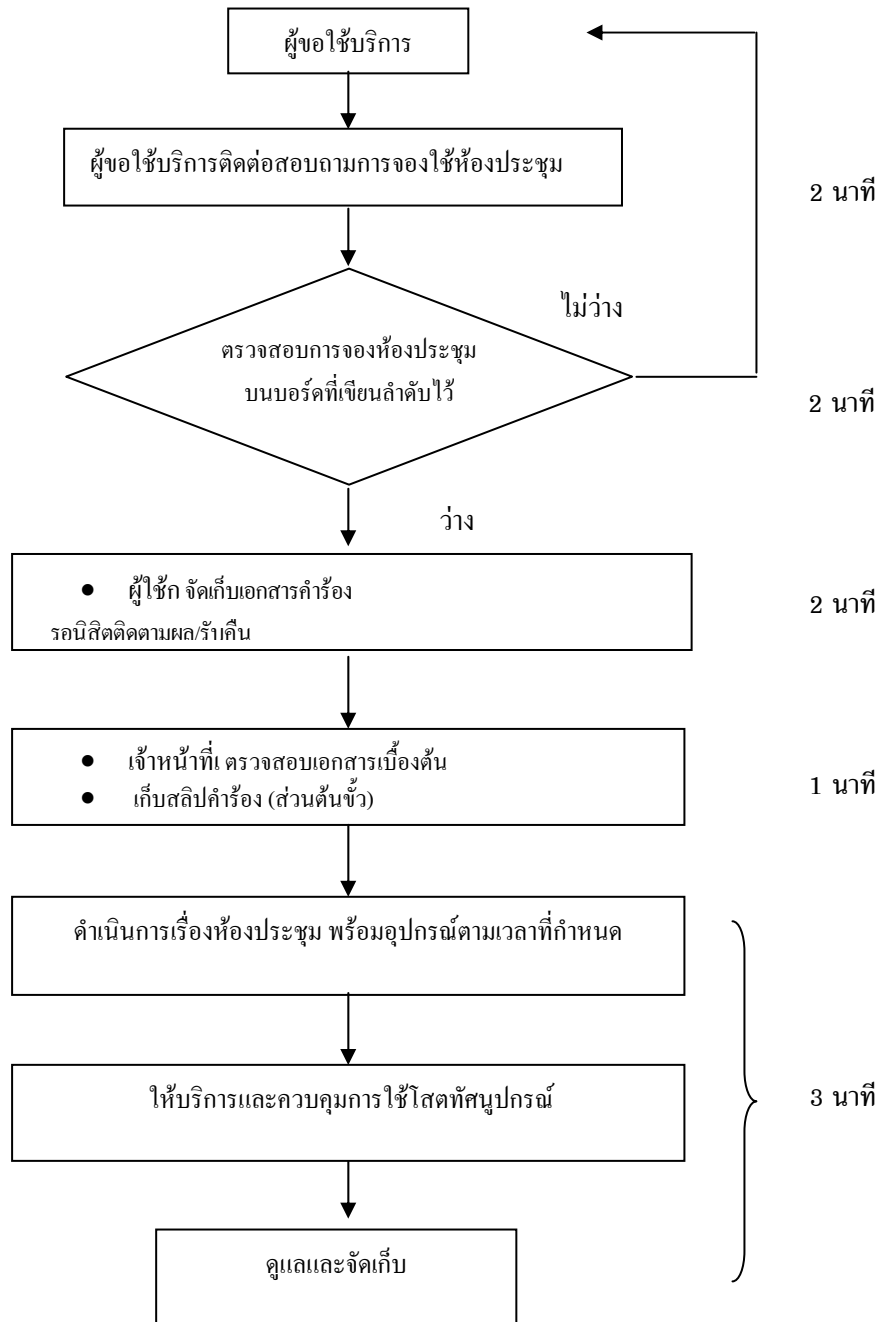 ผู้ขอใช้บริการ
ผู้ขอใช้บริการติดต่อสอบถามการจองใช้ห้องประชุม
2 นาที
ไม่ว่าง
ตรวจสอบการจองห้องประชุม
บนบอร์ดที่เขียนลำดับไว้
2 นาที
ว่าง
● ผู้ใช้ก จัดเก็บเอกสารคำร้อง
รอนิสิตติดตามผล/รับคืน
2 นาที
● เจ้าหน้าที่เ ตรวจสอบเอกสารเบื้องต้น
● เก็บสลิปคำร้อง (ส่วนต้นขั้ว)
1 นาที
ดำเนินการเรื่องห้องประชุม พร้อมอุปกรณ์ตามเวลาที่กำหนด
ให้บริการและควบคุมการใช้โสตทัศนูปกรณ์
3 นาที
ดูแลและจัดเก็บ